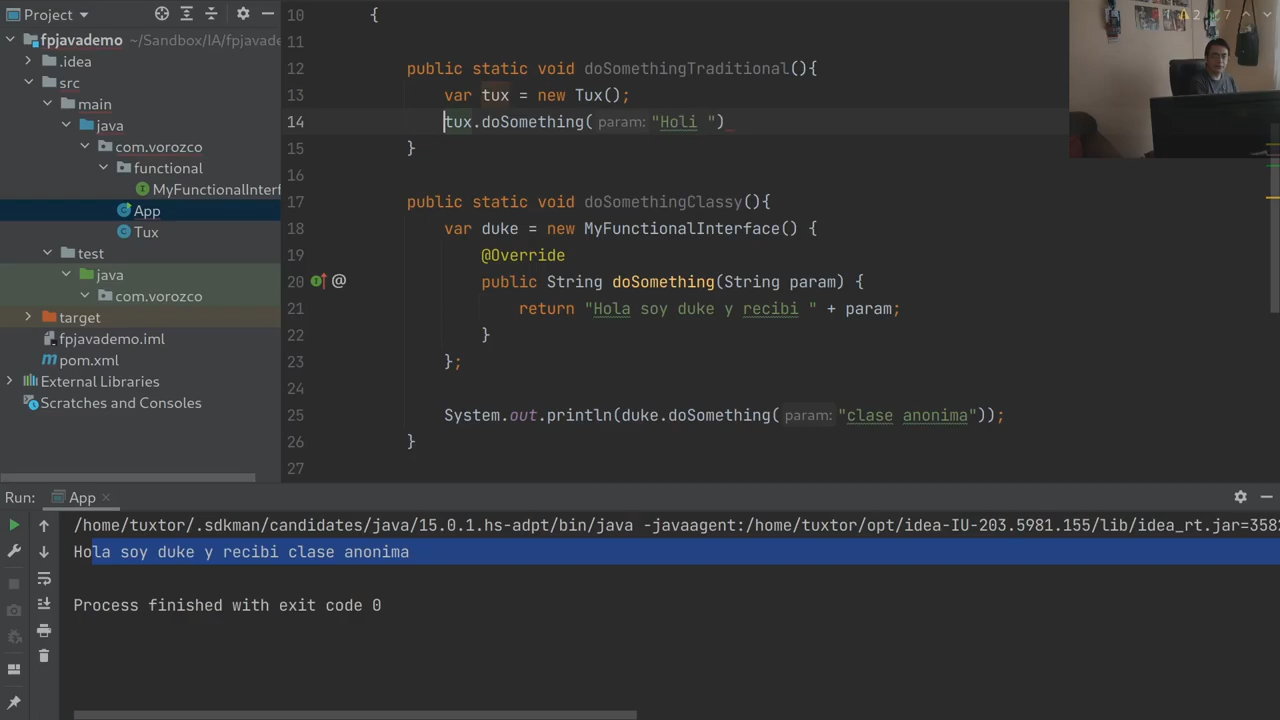 Project
fpjavademo ~/Sandbox/IA/fpjavade
.idea
src
main
java
com.vorozco
functional
MyFunctionalInterf
App
Tux
test
java
com.vorozco
target
fpjavademo.iml
pom.xml
External Libraries
Scratches and Consoles
2 7
10 {
11
12 public static void doSomethingTraditional(){
13 var tux = new Tux();
14 tux.doSomething( param: "Holi ")
15 }
16
17 public static void doSomethingClassy(){
18 var duke = new MyFunctionalInterface() {
19 @Override
20 public String doSomething(String param) {
21 return "Hola soy duke y recibi " + param;
22 }
23 };
24
25 System.out.println(duke.doSomething( param: "clase anonima"));
26 }
27
Run: App
/home/tuxtor/.sdkman/candidates/java/15.0.1.hs-adpt/bin/java -javaagent:/home/tuxtor/opt/idea-IU-203.5981.155/lib/idea_rt.jar=358
Hola soy duke y recibi clase anonima
Process finished with exit code 0